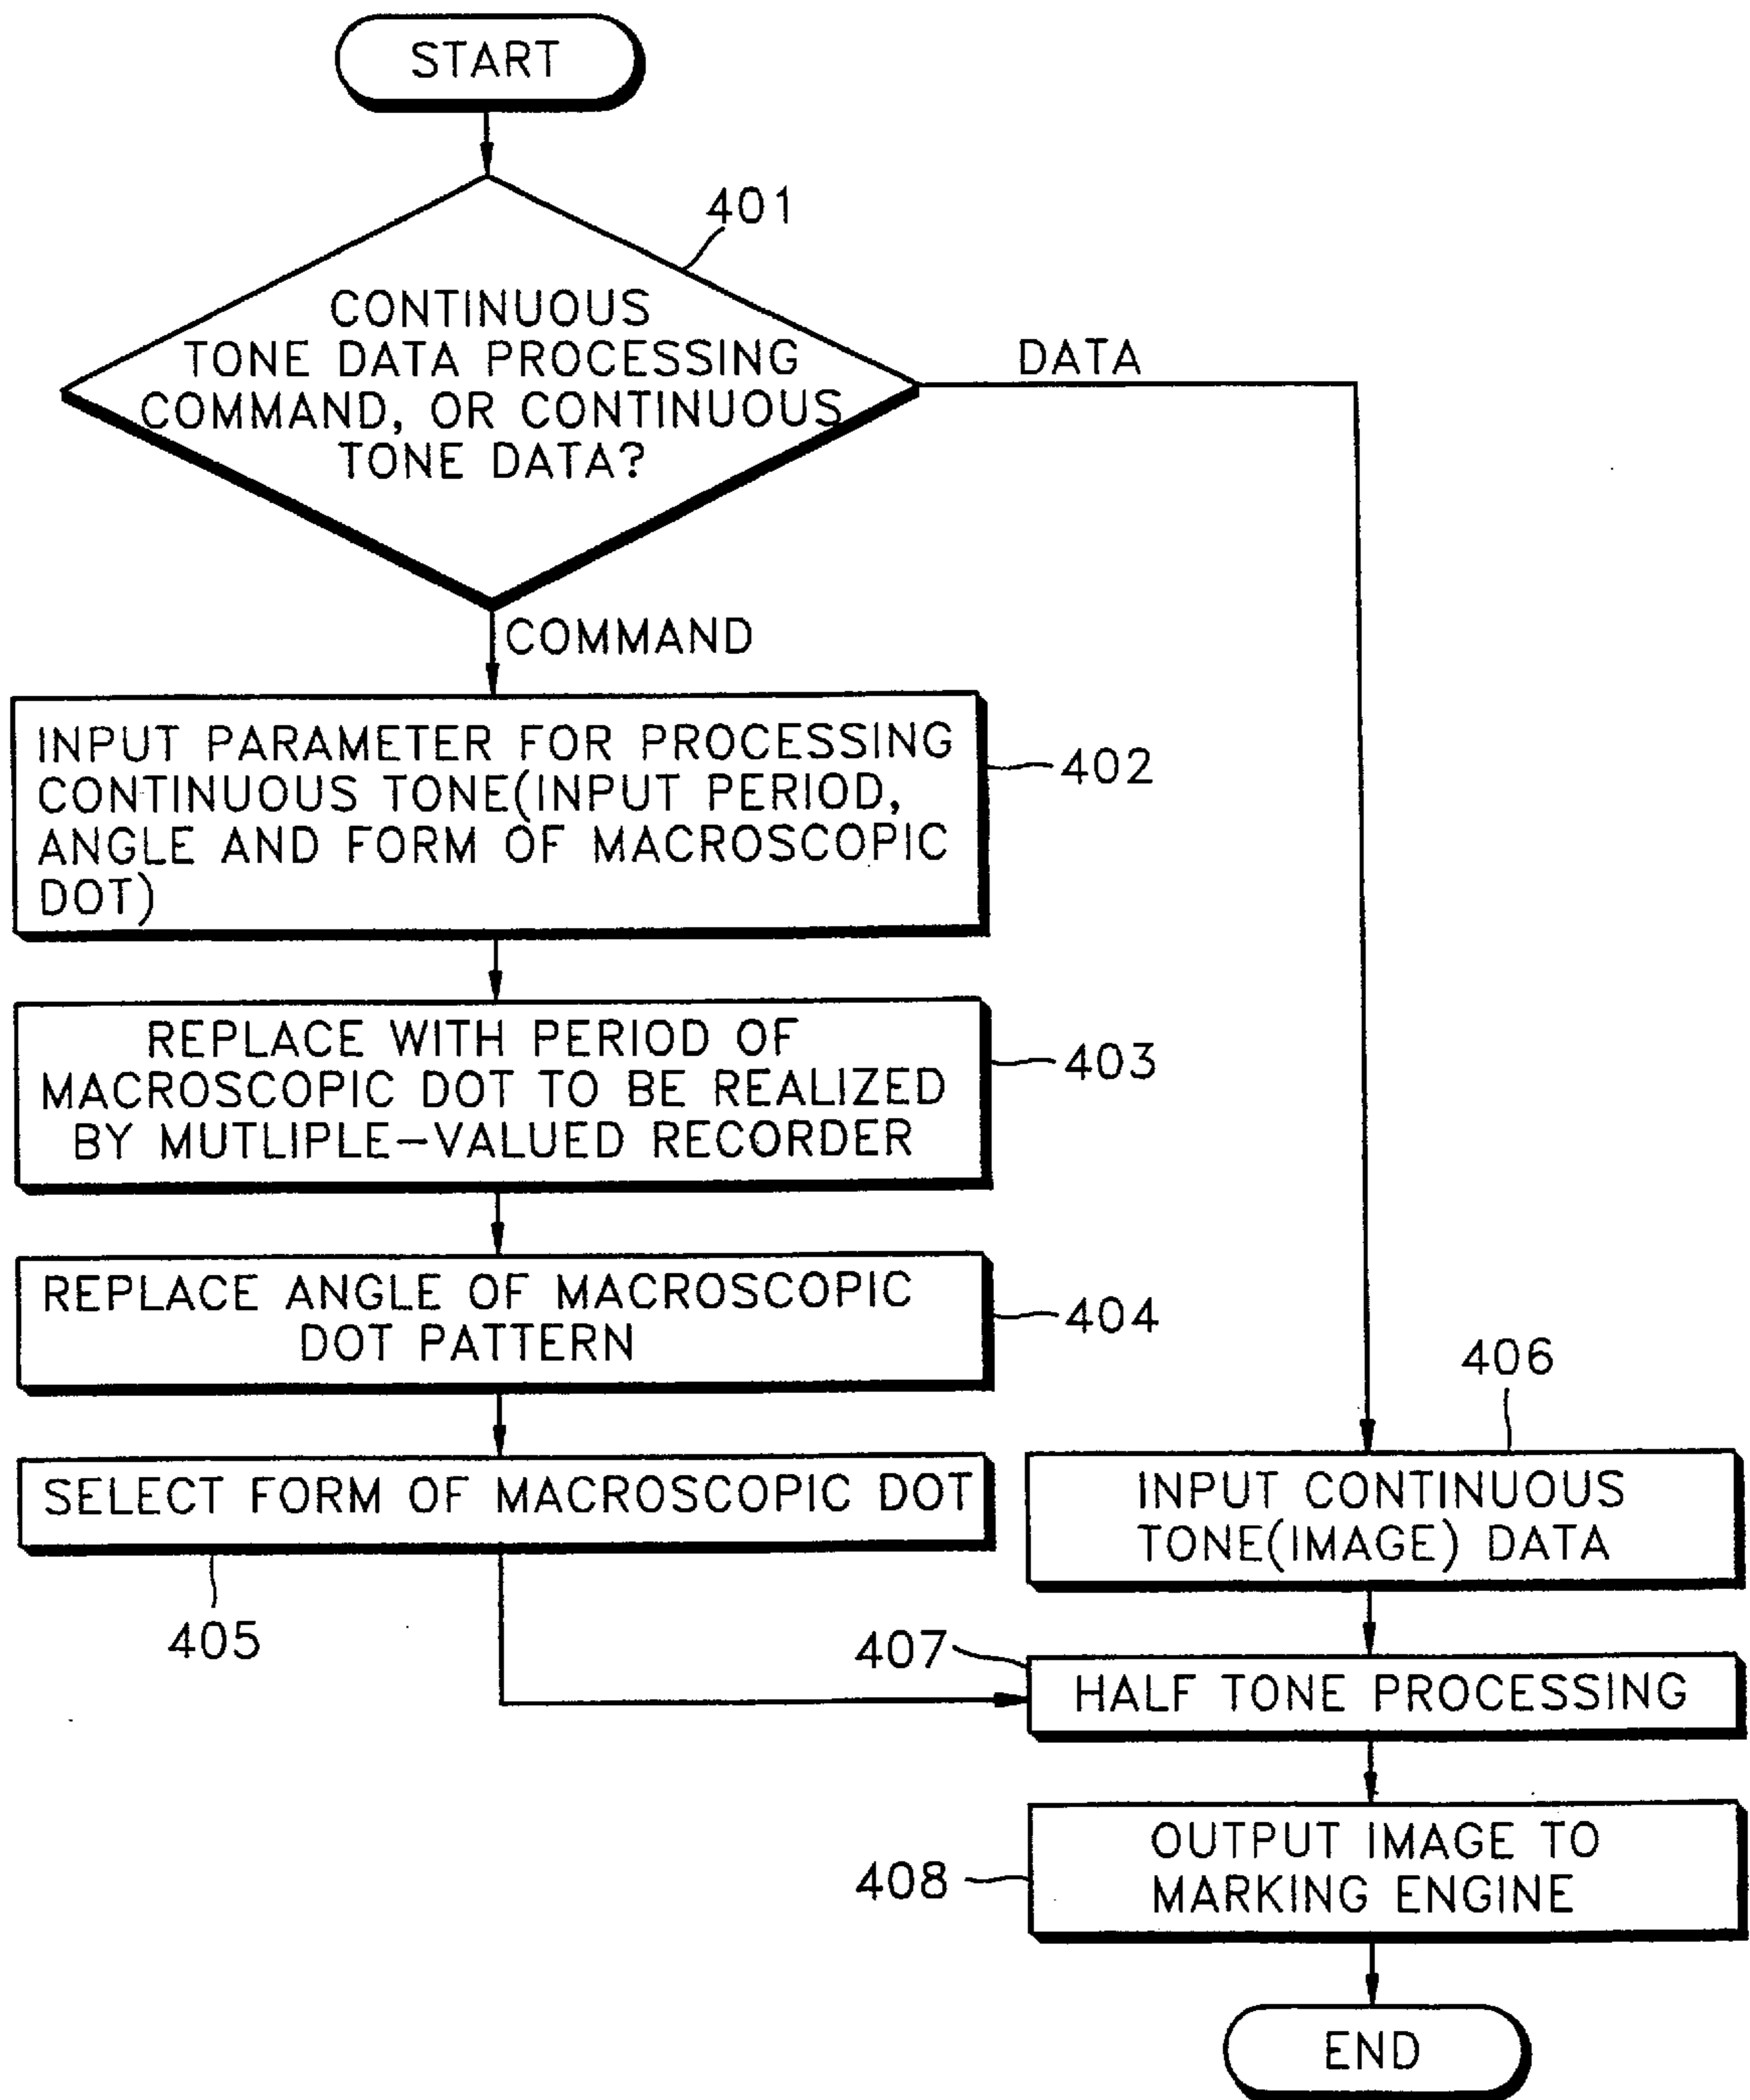 START
401
CONTINUOUS
TONE DATA PROCESSING
COMMAND, OR CONTINUOUS
TONE DATA?
DATA
COMMAND
INPUT PARAMETER FOR PROCESSING
CONTINUOUS TONE(INPUT PERIOD,
ANGLE AND FORM OF MACROSCOPIC
DOT)
402
REPLACE WITH PERIOD OF
MACROSCOPIC DOT TO BE REALIZED
BY MUTLIPLE-VALUED RECORDER
403
REPLACE ANGLE OF MACROSCOPIC
DOT PATTERN
404
SELECT FORM OF MACROSCOPIC DOT
405
406
INPUT CONTINUOUS
TONE(IMAGE) DATA
407
HALF TONE PROCESSING
OUTPUT IMAGE TO
MARKING ENGINE
408
END